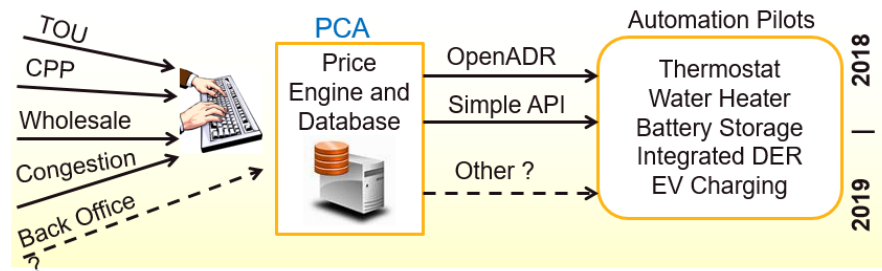 TOU
CPP
Wholesale
Congestion
Back Office
?
PCA
Price
Engine and
Database
OpenADR
Simple API
Other ?
Automation Pilots
Thermostat
Water Heater
Battery Storage
Integrated DER
EV Charging
2018
—
2019